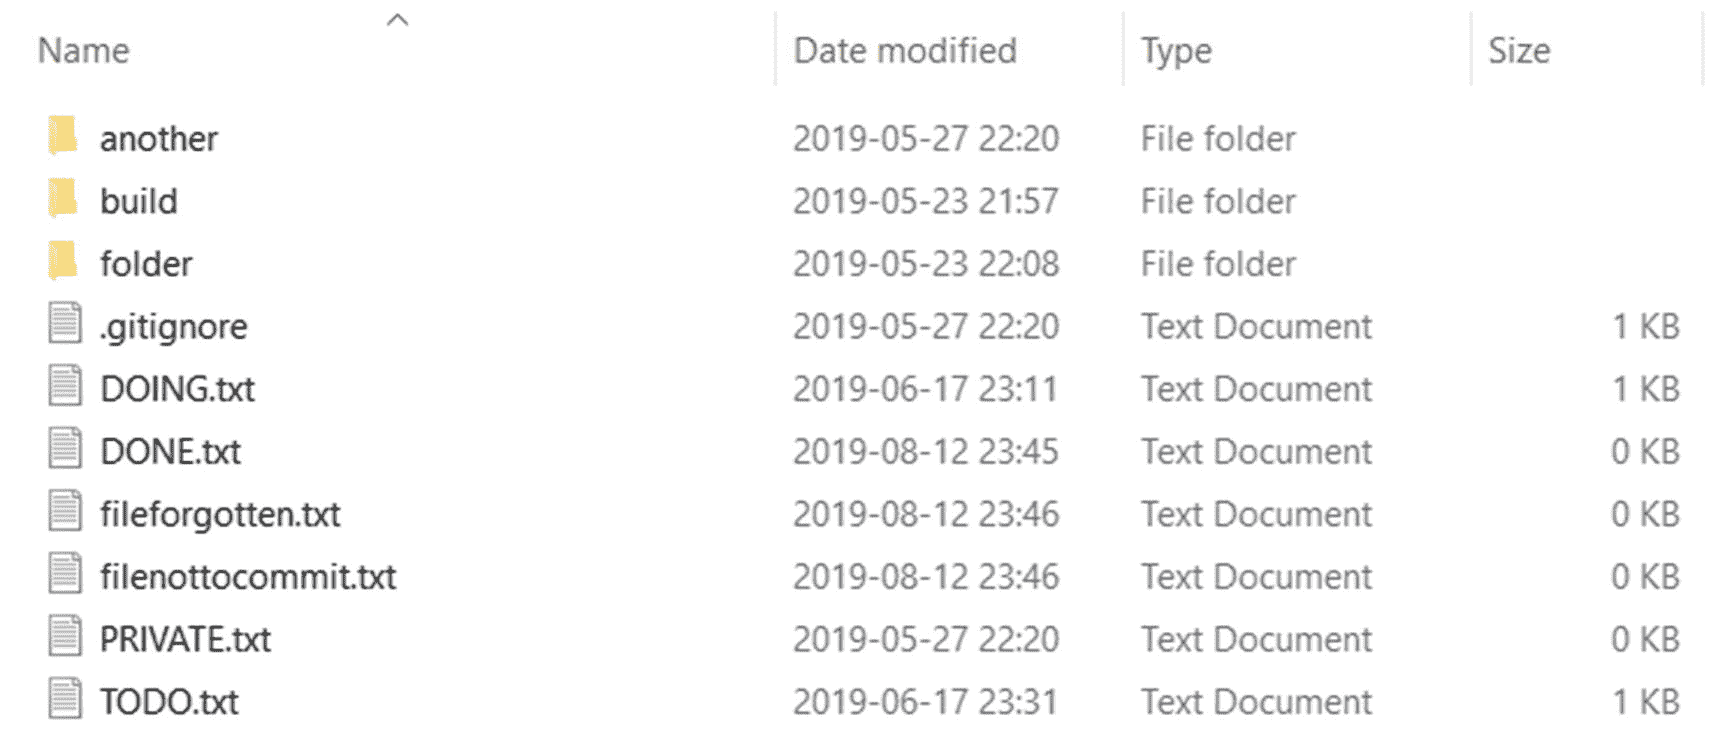 Name Date modified Type Size
another 2019-05-27 22:20 File folder
build 2019-05-23 21:57 File folder
folder 2019-05-23 22:08 File folder
.gitignore 2019-05-27 22:20 Text Document 1 KB
DOING.txt 2019-06-17 23:11 Text Document 1 KB
DONE.txt 2019-08-12 23:45 Text Document 0 KB
fileforgotten.txt 2019-08-12 23:46 Text Document 0 KB
filenottocommit.txt 2019-08-12 23:46 Text Document 0 KB
PRIVATE.txt 2019-05-27 22:20 Text Document 0 KB
TODO.txt 2019-06-17 23:31 Text Document 1 KB